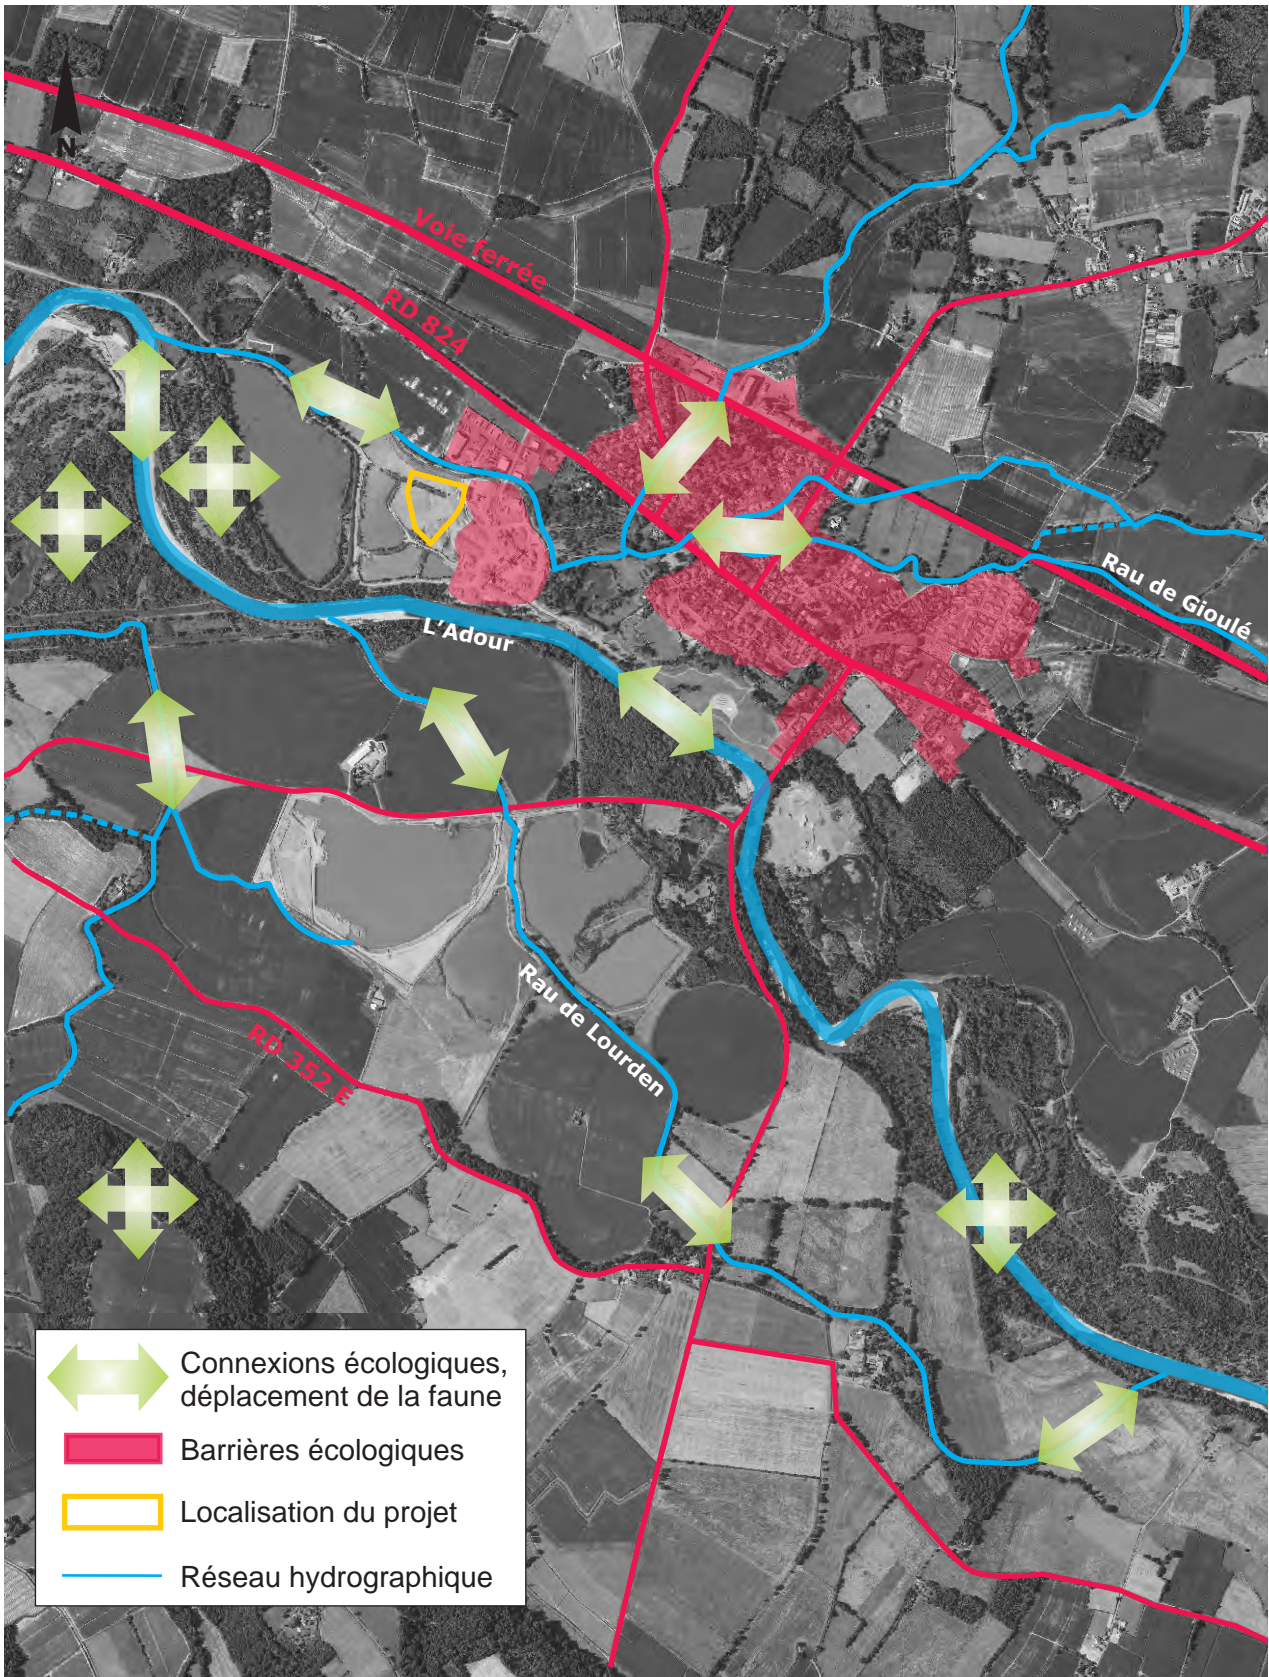 N
Voie ferrée
RD 824
Rau de Gioulé
L'Adour
Rau de Lourden
RD 352 E
Connexions écologiques,
déplacement de la faune
Barrières écologiques
Localisation du projet
Réseau hydrographique